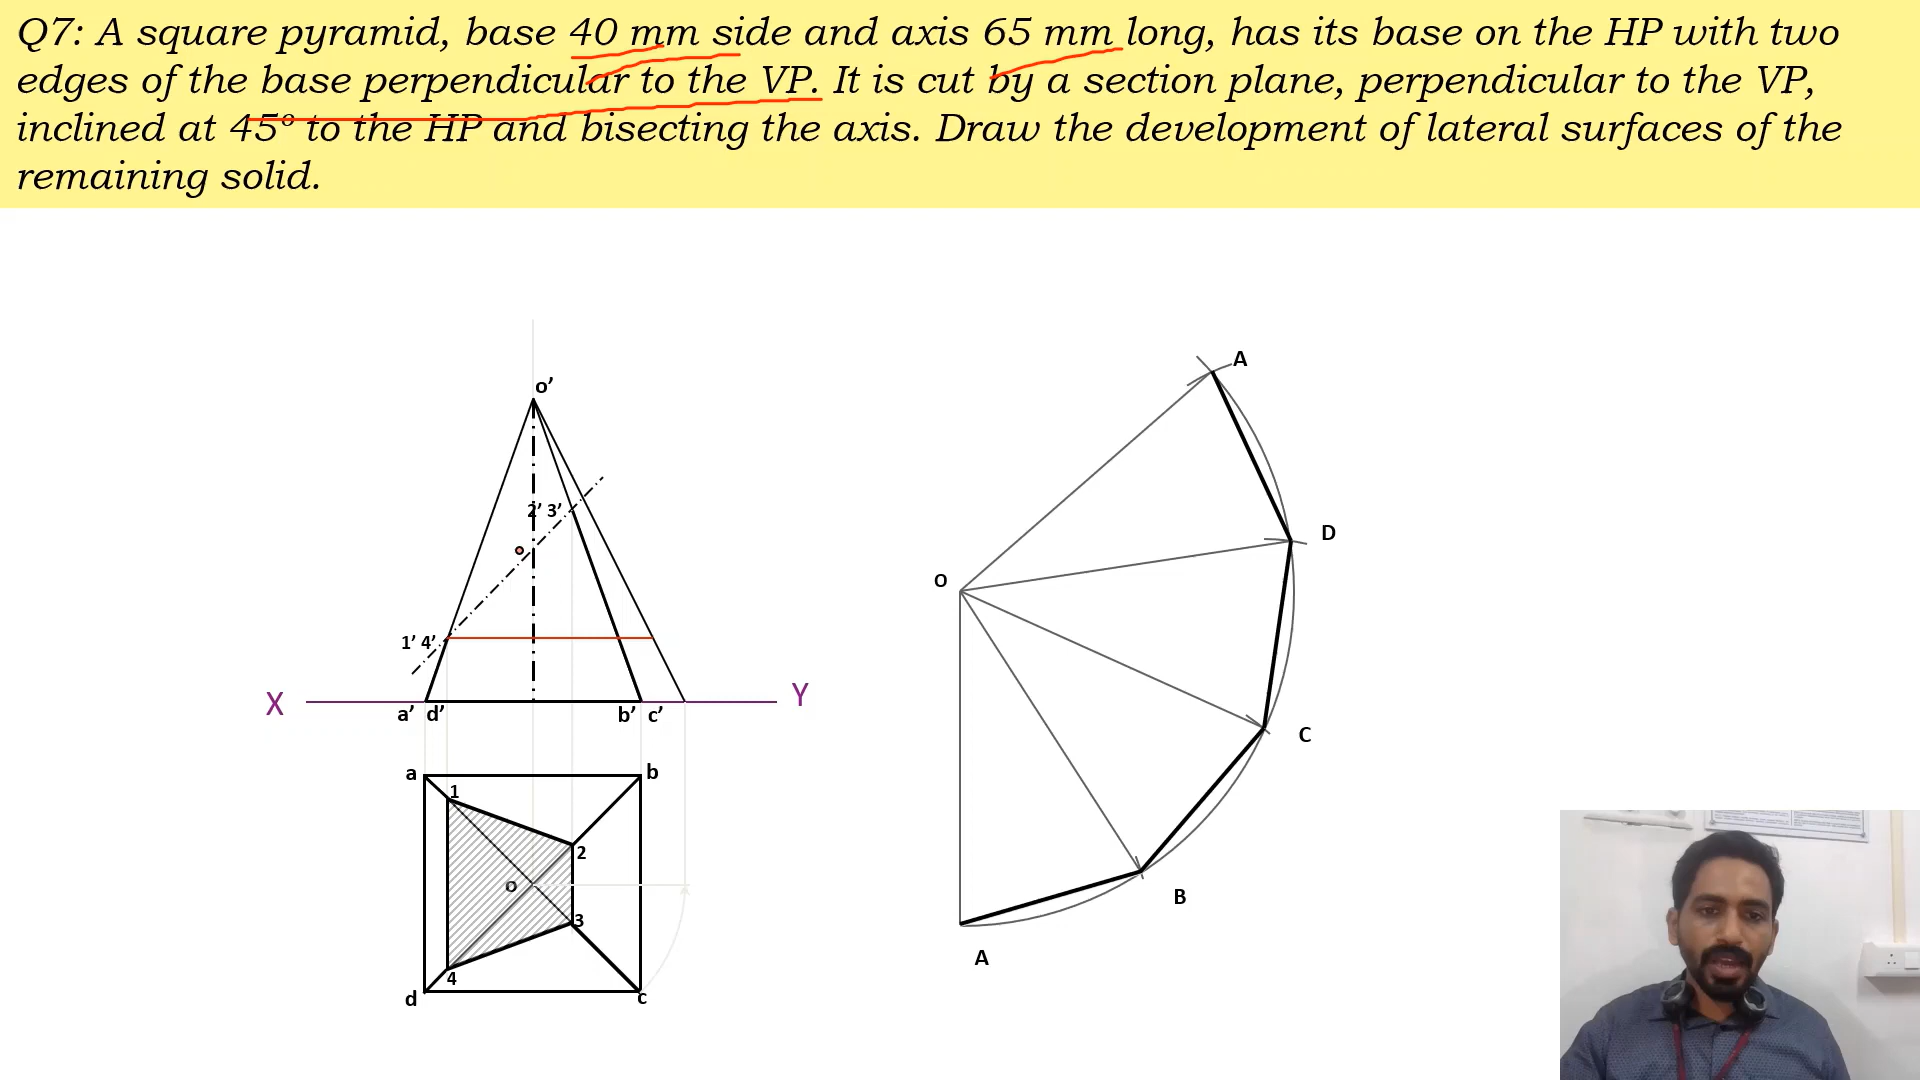 Q7: A square pyramid, base 40 mm side and axis 65 mm long, has its base on the HP with two
edges of the base perpendicular to the VP. It is cut by a section plane, perpendicular to the VP,
inclined at 45º to the HP and bisecting the axis. Draw the development of lateral surfaces of the
remaining solid.
o’
2’ 3’
1’ 4’
X
Y
a’ d’
b’ c’
a
b
1
2
o
3
4
d
c
A
D
O
C
B
A